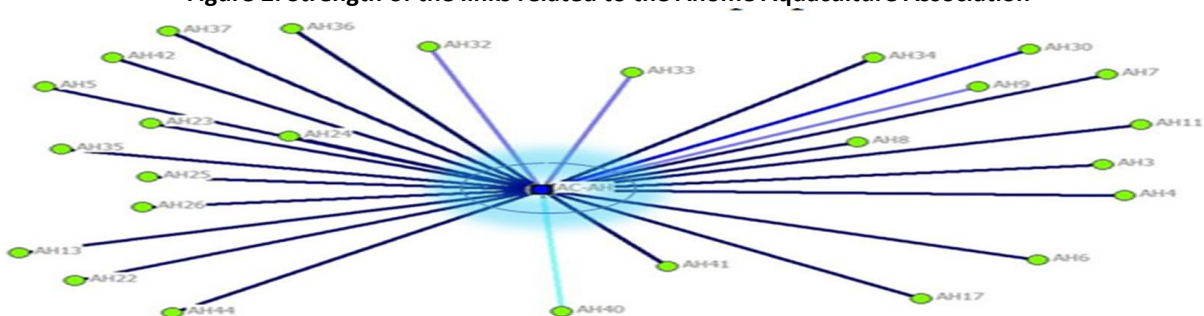 Figure 2. Strength of the links related to the Ahome Aquaculture Association
AH37
AH36
AH32
AH42
AH33
AH34
AH30
AH5
AH9
AH7
AH23
AH24
AH8
AH11
AH35
AH3
AH25
AC-AH
AH4
AH26
AH13
AH22
AH41
AH6
AH44
AH40
AH17